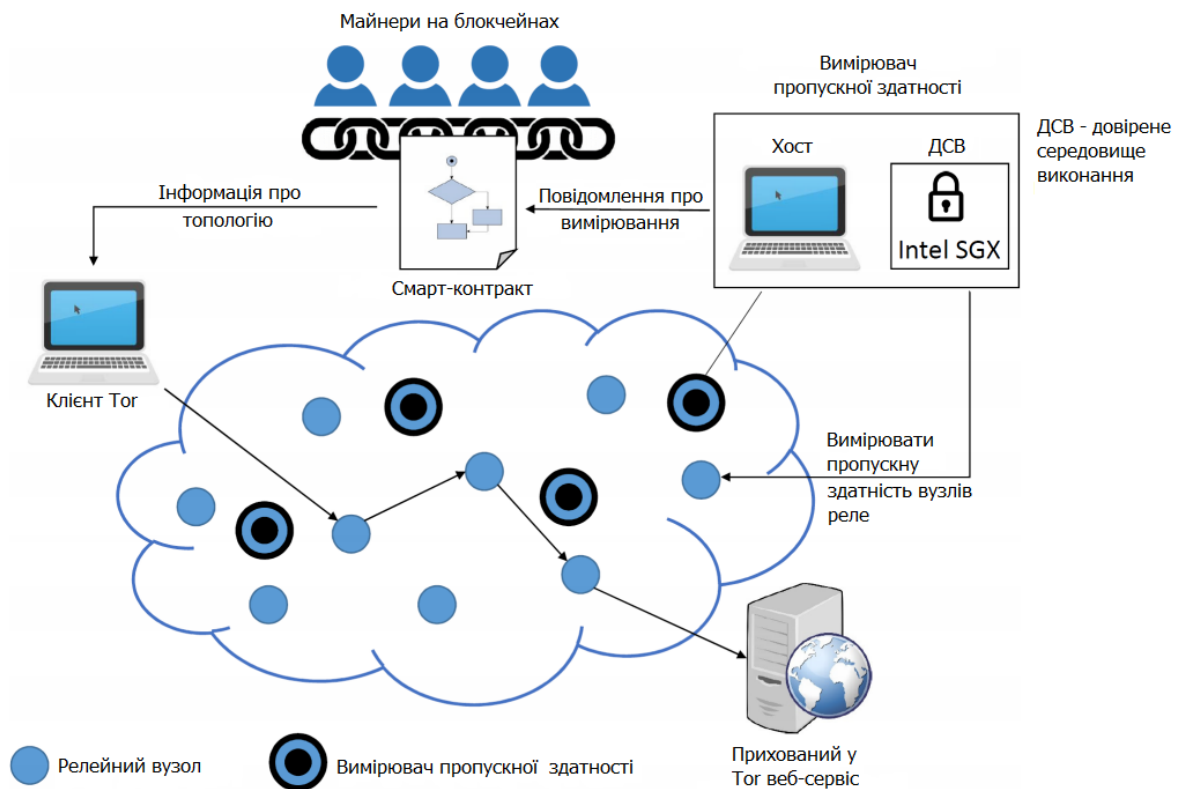 Майнери на блокчейнах
Вимірювач
пропускної здатності
ДСВ - довірене
середовище
виконання
Хост
ДСВ
Intel SGX
Інформація про
топологію
Повідомлення про
вимірювання
Смарт-контракт
Клієнт Tor
Вимірювати
пропускну
здатність вузлів
реле
Прихований у
Tor веб-сервіс
Релейний вузол
Вимірювач пропускної здатності